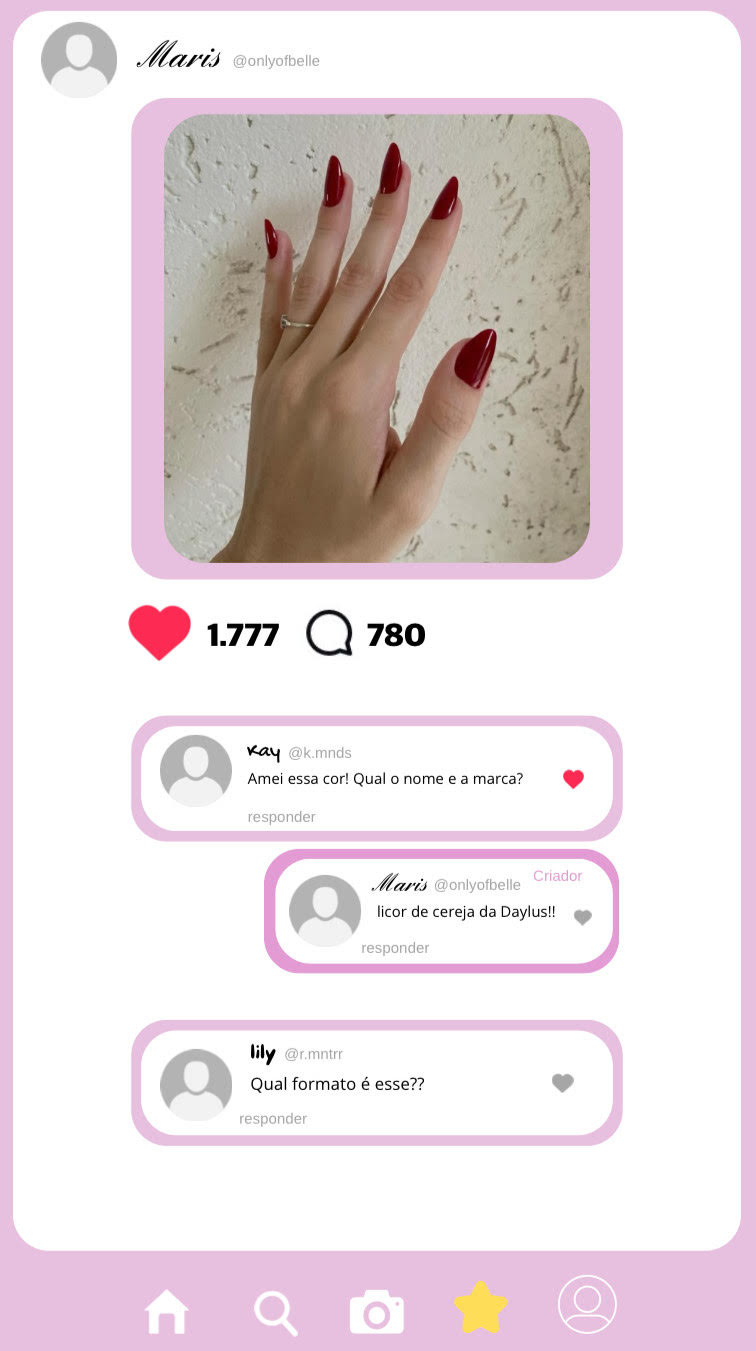 Maris @onlyofbelle
1.777 780
Kay @k.mnds
Amei essa cor! Qual o nome e a marca?
responder
Maris @onlyofbelle Criador
licor de cereja da Daylus!!
responder
lily @r.mntrr
Qual formato é esse??
responder